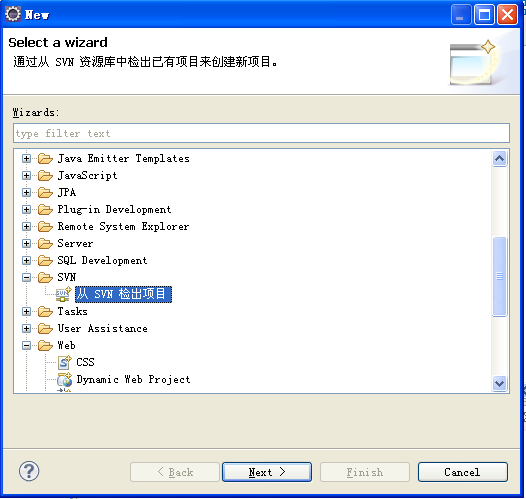 New
Select a wizard
通过从 SVN 资源库中检出已有项目来创建新项目。
Wizards:
type filter text
Java Emitter Templates
JavaScript
JPA
Plug-in Development
Remote System Explorer
Server
SQL Development
SVN
从 SVN 检出项目
Tasks
User Assistance
Web
CSS
Dynamic Web Project
< Back Next > Finish Cancel